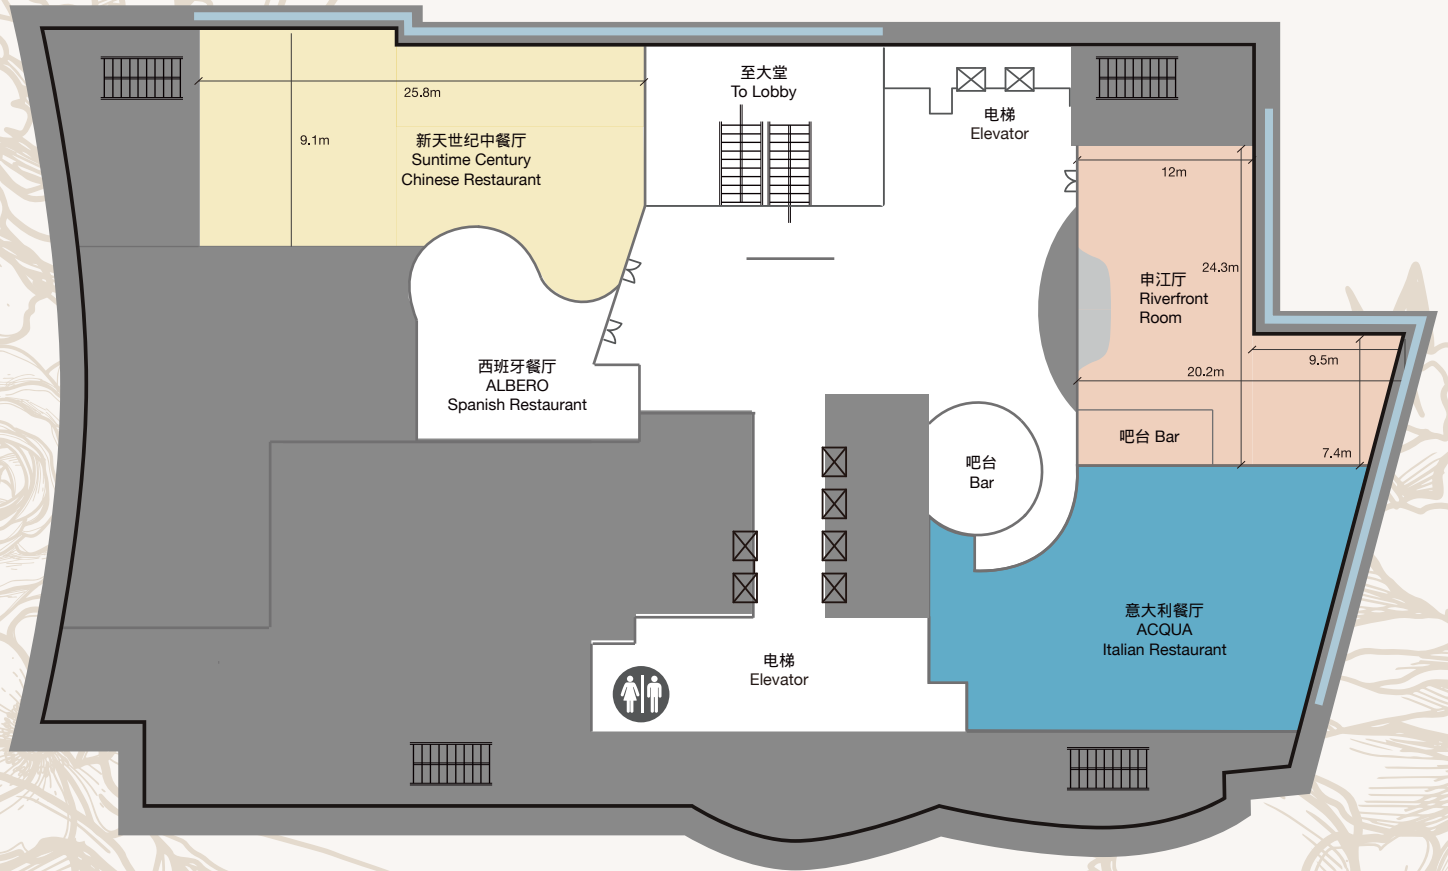 至大堂
To Lobby
25.8m
电梯
Elevator
9.1m
新天世纪中餐厅
Suntime Century
Chinese Restaurant
12m
24.3m
申江厅
Riverfront
Room
西班牙餐厅
ALBERO
Spanish Restaurant
9.5m
20.2m
吧台 Bar
7.4m
吧台
Bar
意大利餐厅
ACQUA
Italian Restaurant
电梯
Elevator